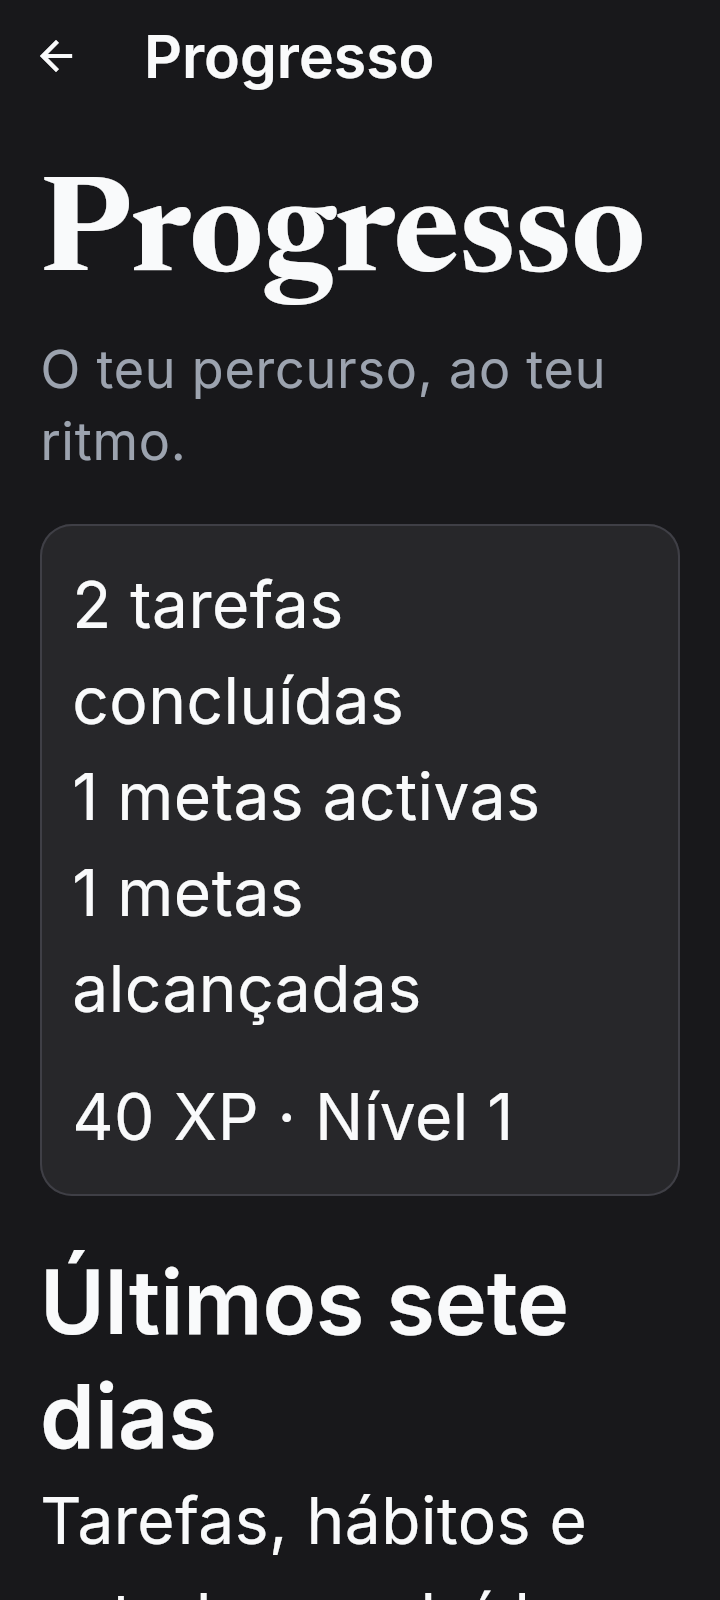 Progresso
Progresso
O teu percurso, ao teu
ritmo.
2 tarefas
concluídas
1 metas activas
1 metas
alcançadas
40 XP · Nível 1
Últimos sete
dias
Tarefas, hábitos e